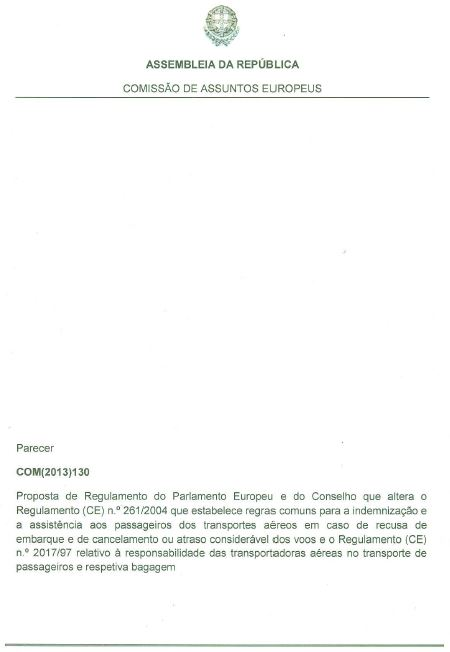 ASSEMBLEIA DA REPÚBLICA
COMISSÃO DE ASSUNTOS EUROPEUS
Parecer
COM(2013)130
Proposta de Regulamento do Parlamento Europeu e do Conselho que altera o
Regulamento (CE) n.º 261/2004 que estabelece regras comuns para a indemnização e
a assistência aos passageiros dos transportes aéreos em caso de recusa de
embarque e de cancelamento ou atraso considerável dos voos e o Regulamento (CE)
n.º 2017/97 relativo à responsabilidade das transportadoras aéreas no transporte de
passageiros e respetiva bagagem